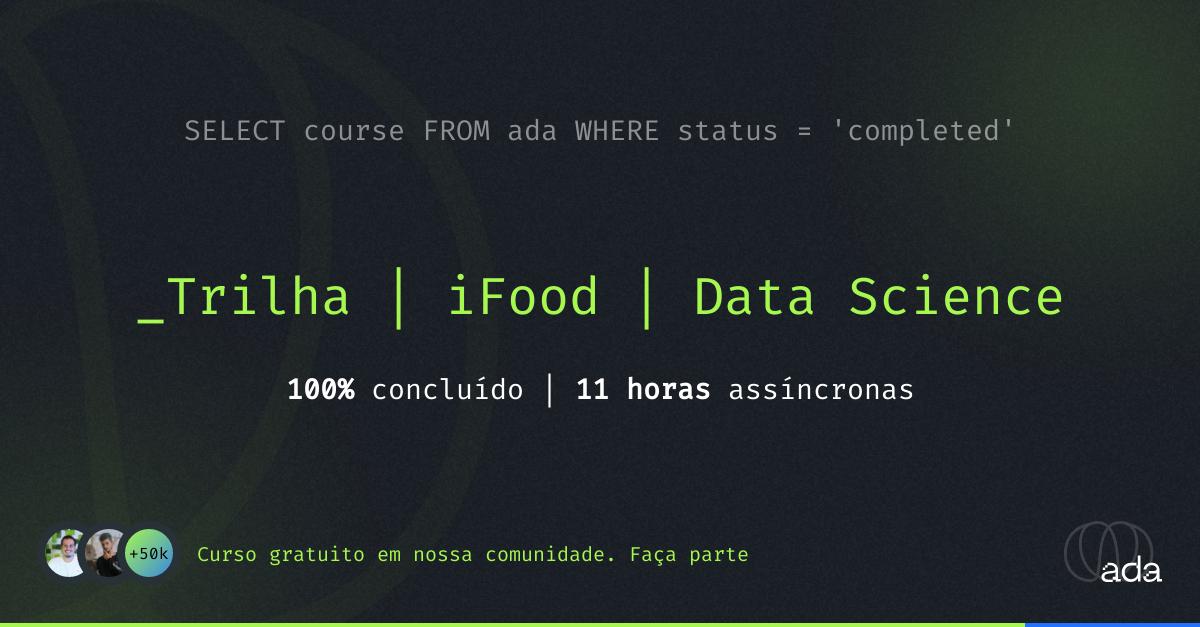 SELECT course FROM ada WHERE status = 'completed'
_Trilha | iFood | Data Science
100% concluído | 11 horas assíncronas
+50k
Curso gratuito em nossa comunidade. Faça parte
ada